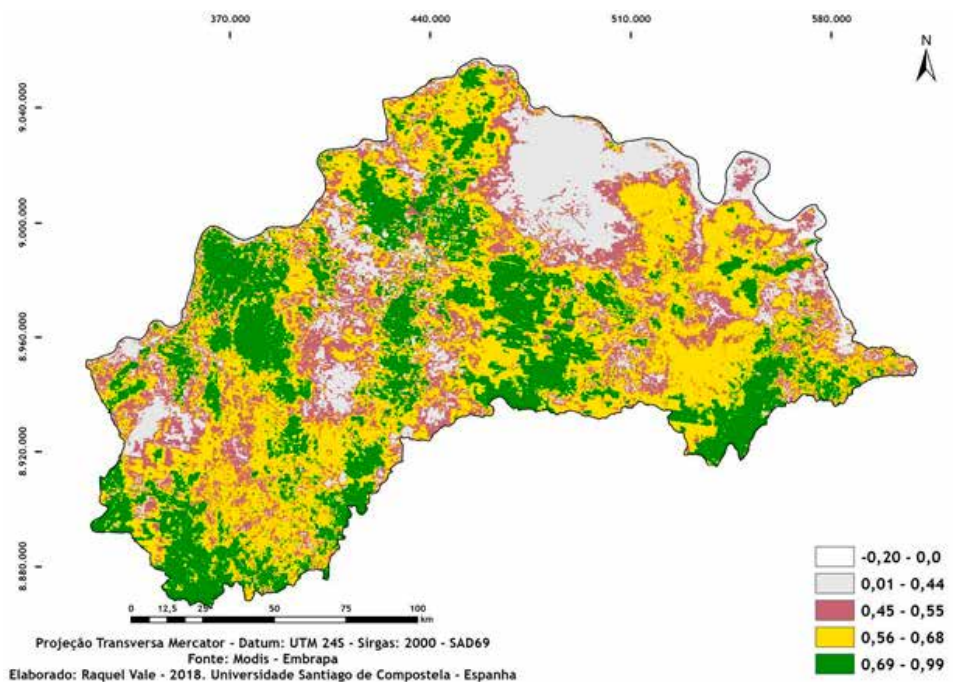 370.000 440.000 510.000 580.000
N
9.040.000
9.000.000
8.960.000
8.920.000
8.880.000
-0,20 - 0,0
0,01 - 0,44
0,45 - 0,55
0,56 - 0,68
0,69 - 0,99
0 12,5 25 50 75 100
km
Projeção Transversa Mercator - Datum: UTM 24S - Sirgas: 2000 - SAD69
Fonte: Modis - Embrapa
Elaborado: Raquel Vale - 2018. Universidade Santiago de Compostela - Espanha